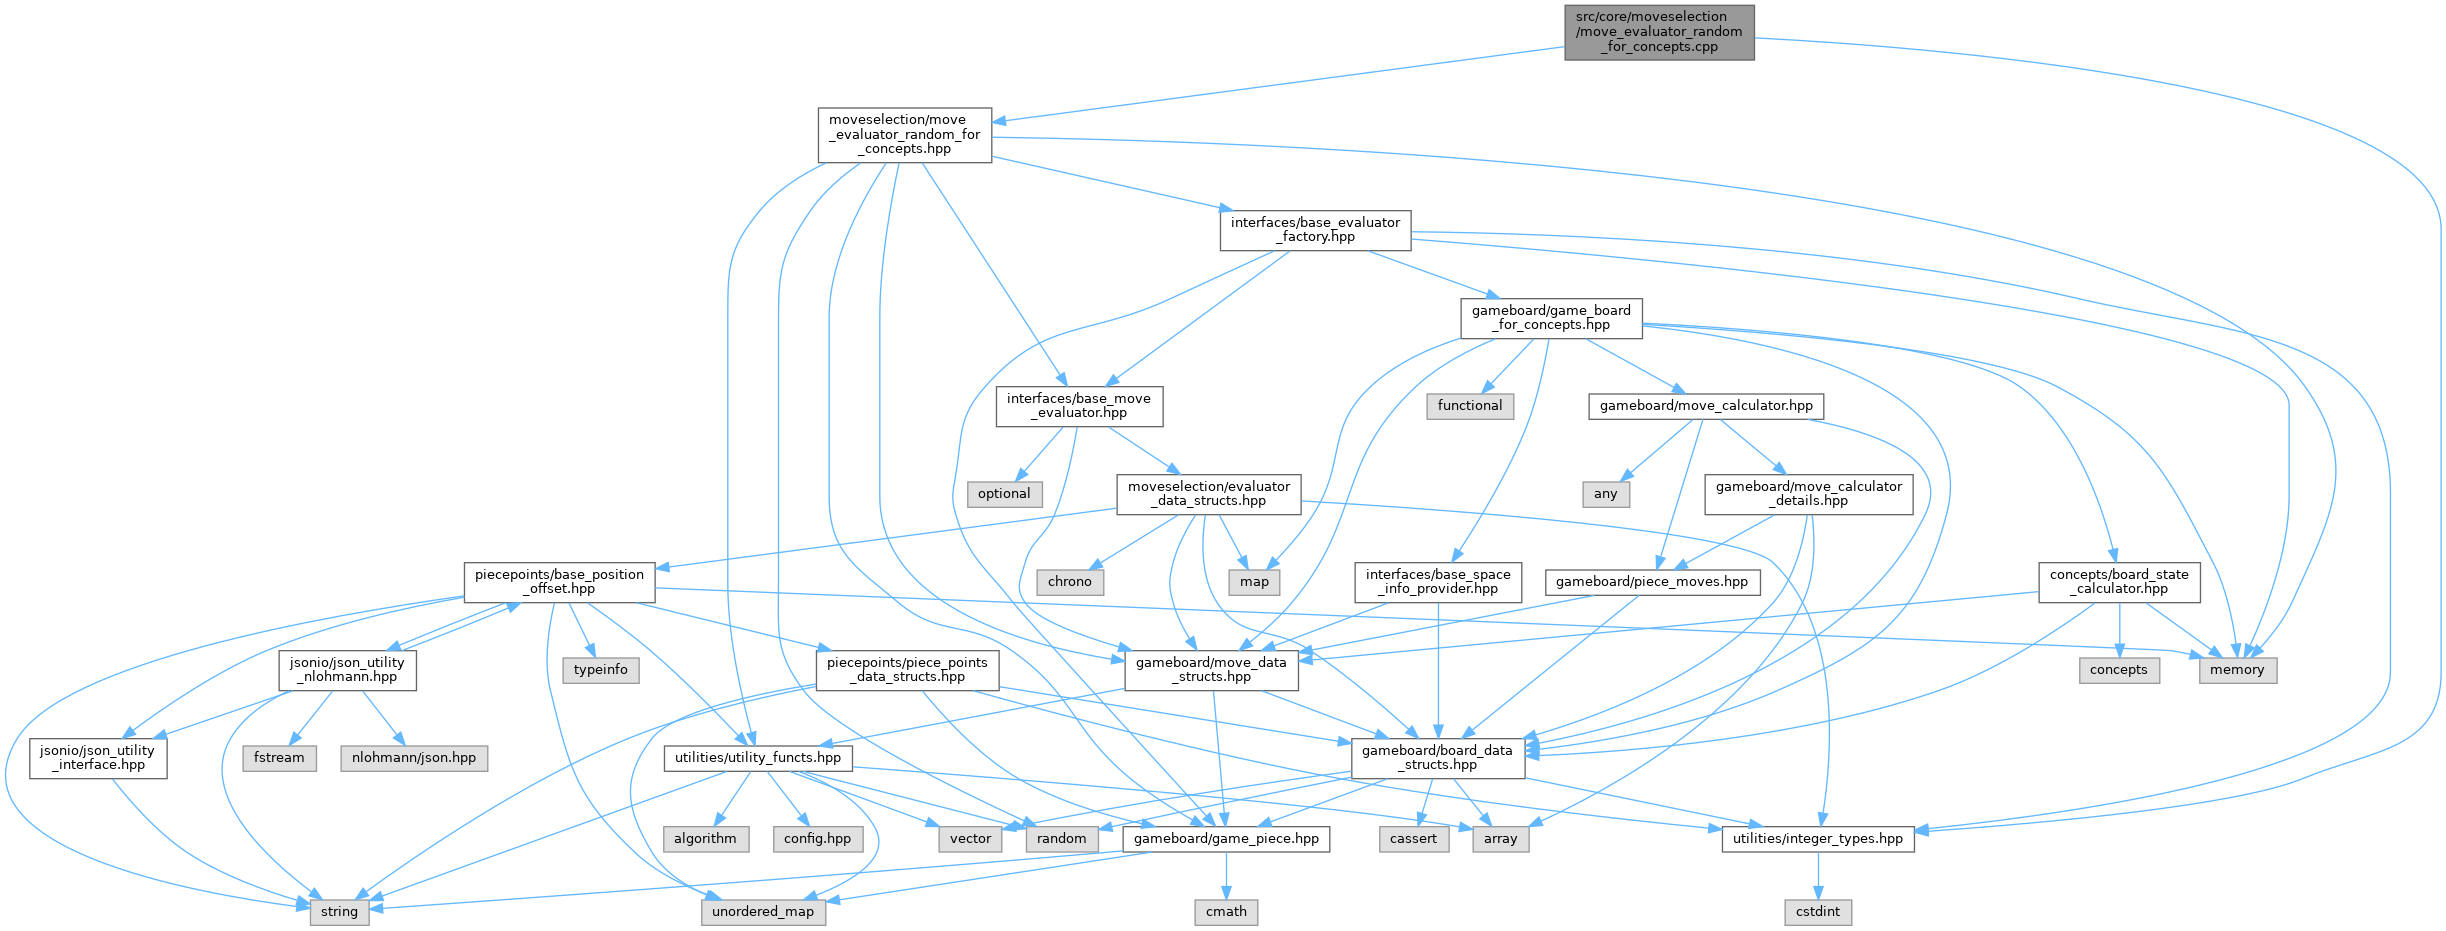 src/core/moveselection
/move_evaluator_random
_for_concepts.cpp
moveselection/move
_evaluator_random_for
_concepts.hpp
interfaces/base_evaluator
_factory.hpp
gameboard/game_board
_for_concepts.hpp
interfaces/base_move
_evaluator.hpp
functional
gameboard/move_calculator.hpp
optional
moveselection/evaluator
_data_structs.hpp
any
gameboard/move_calculator
_details.hpp
piecepoints/base_position
_offset.hpp
chrono
map
interfaces/base_space
_info_provider.hpp
gameboard/piece_moves.hpp
concepts/board_state
_calculator.hpp
jsonio/json_utility
_nlohmann.hpp
typeinfo
piecepoints/piece_points
_data_structs.hpp
gameboard/move_data
_structs.hpp
concepts
memory
jsonio/json_utility
_interface.hpp
fstream
nlohmann/json.hpp
utilities/utility_functs.hpp
gameboard/board_data
_structs.hpp
algorithm
config.hpp
vector
random
gameboard/game_piece.hpp
cassert
array
utilities/integer_types.hpp
string
unordered_map
cmath
cstdint